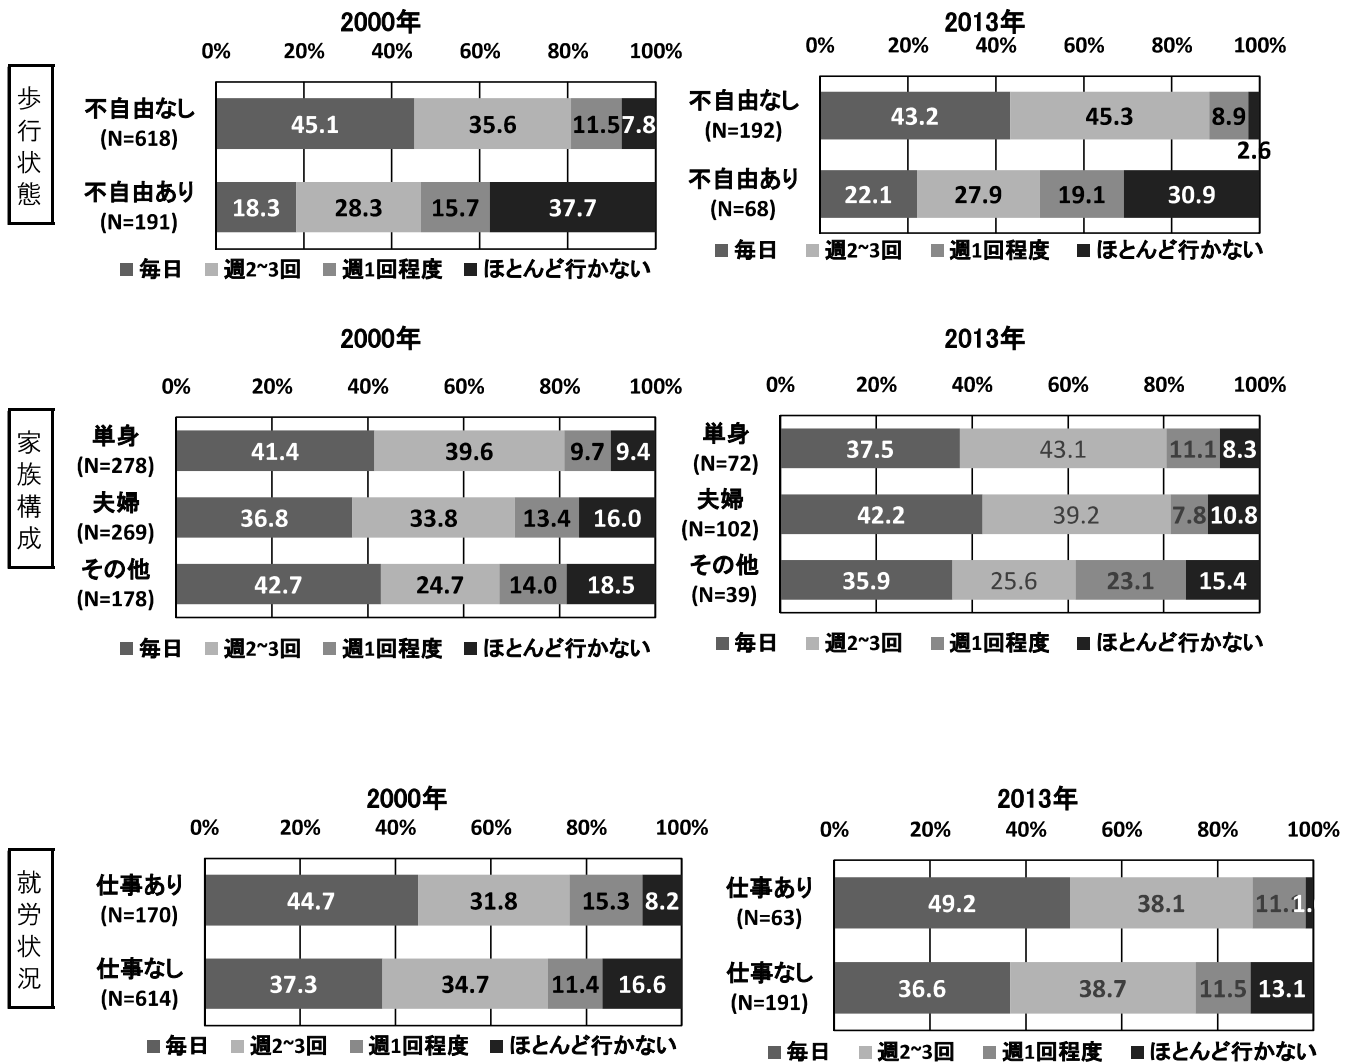 歩行状態
2000年
0% 20% 40% 60% 80% 100%
不自由なし
(N=618)
45.1 35.6 11.5 7.8
不自由あり
(N=191)
18.3 28.3 15.7 37.7
■毎日 ■週2~3回 ■週1回程度 ■ほとんど行かない
2013年
0% 20% 40% 60% 80% 100%
不自由なし
(N=192)
43.2 45.3 8.9 2.6
不自由あり
(N=68)
22.1 27.9 19.1 30.9
■毎日 ■週2~3回 ■週1回程度 ■ほとんど行かない
家族構成
2000年
0% 20% 40% 60% 80% 100%
単身
(N=278)
41.4 39.6 9.7 9.4
夫婦
(N=269)
36.8 33.8 13.4 16.0
その他
(N=178)
42.7 24.7 14.0 18.5
■毎日 ■週2~3回 ■週1回程度 ■ほとんど行かない
2013年
0% 20% 40% 60% 80% 100%
単身
(N=72)
37.5 43.1 11.1 8.3
夫婦
(N=102)
42.2 39.2 7.8 10.8
その他
(N=39)
35.9 25.6 23.1 15.4
■毎日 ■週2~3回 ■週1回程度 ■ほとんど行かない
就労状況
2000年
0% 20% 40% 60% 80% 100%
仕事あり
(N=170)
44.7 31.8 15.3 8.2
仕事なし
(N=614)
37.3 34.7 11.4 16.6
■毎日 ■週2~3回 ■週1回程度 ■ほとんど行かない
2013年
0% 20% 40% 60% 80% 100%
仕事あり
(N=63)
49.2 38.1 11.1 1.
仕事なし
(N=191)
36.6 38.7 11.5 13.1
■毎日 ■週2~3回 ■週1回程度 ■ほとんど行かない